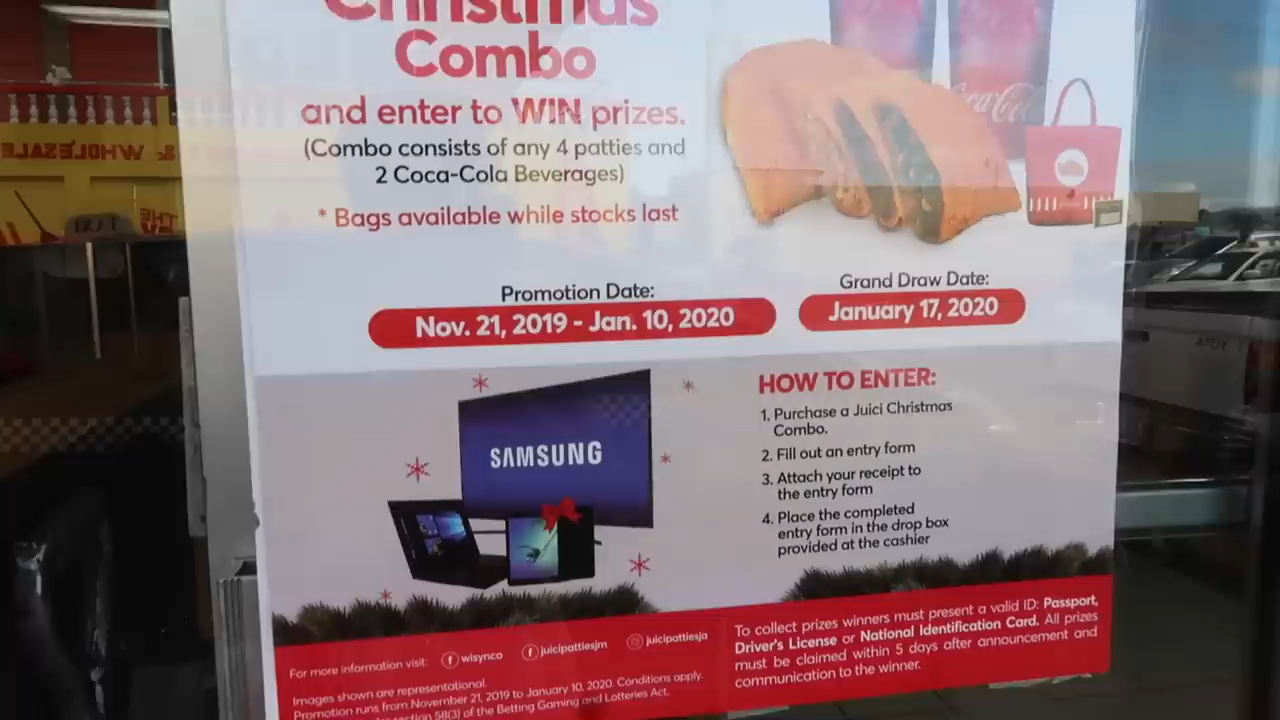 Christmas
Combo
and enter to WIN prizes.
(Combo consists of any 4 patties and
2 Coca-Cola Beverages)
* Bags available while stocks last
Coca-Cola
Promotion Date:
Nov. 21, 2019 - Jan. 10, 2020
Grand Draw Date:
January 17, 2020
SAMSUNG
HOW TO ENTER:
1. Purchase a Juici Christmas
Combo.
2. Fill out an entry form
3. Attach your receipt to
the entry form
4. Place the completed
entry form in the drop box
provided at the cashier
For more information visit: wisynco juicipattiesjm juicipattiesja
Images shown are representational.
Promotion runs from November 21, 2019 to January 10, 2020. Conditions apply.
section 58(3) of the Betting Gaming and Lotteries Act.
To collect prizes winners must present a valid ID: Passport,
Driver's License or National Identification Card. All prizes
must be claimed within 5 days after announcement and
communication to the winner.
& WHOLESALE
THE
TAXI